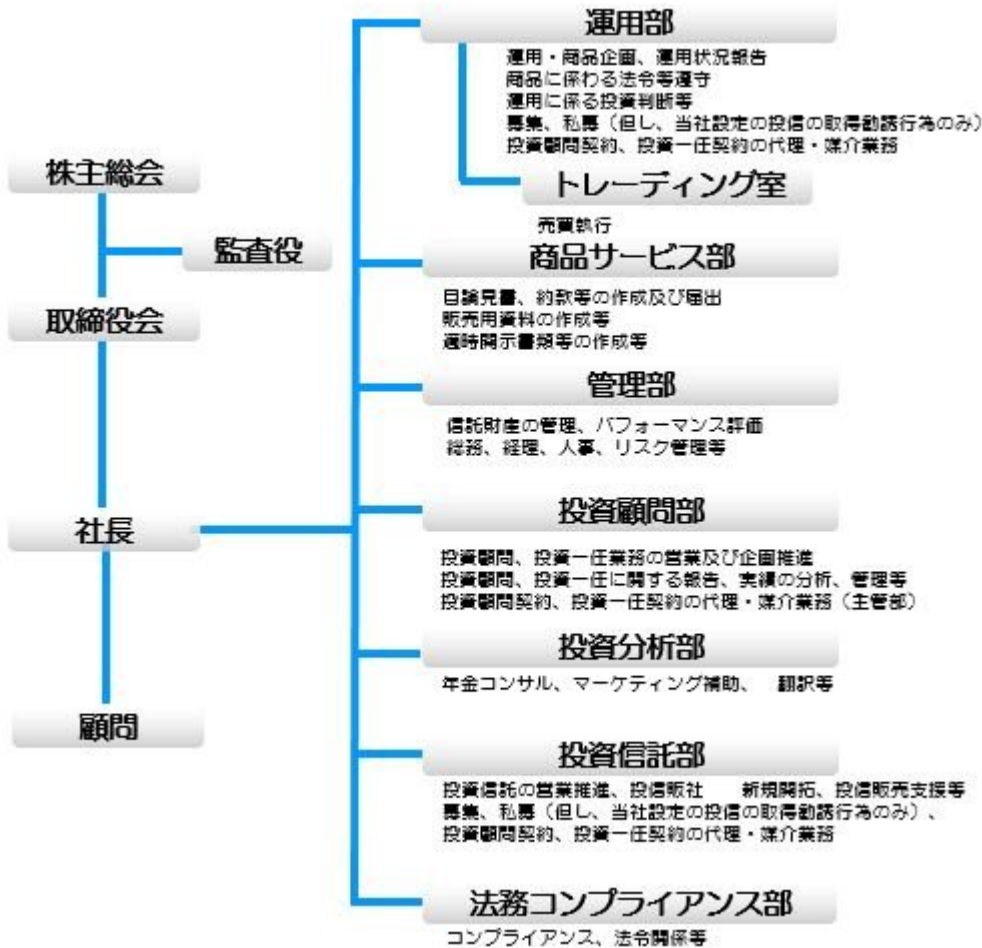 株主総会
監査役
取締役会
社長
顧問
運用部
運用・商品企画、運用状況報告
商品に係わる法令等遵守
運用に係る投資判断等
募集、私募（但し、当社設定の投信の取得勧誘行為のみ）
投資顧問契約、投資一任契約の代理・媒介業務
トレーディング室
売買執行
商品サービス部
目論見書、約款等の作成及び届出
販売用資料の作成等
適時開示書類等の作成等
管理部
信託財産の管理、パフォーマンス評価
総務、経理、人事、リスク管理等
投資顧問部
投資顧問、投資一任業務の営業及び企画推進
投資顧問、投資一任に関する報告、実績の分析、管理等
投資顧問契約、投資一任契約の代理・媒介業務（主管部）
投資分析部
年金コンサル、マーケティング補助、　翻訳等
投資信託部
投資信託の営業推進、投信販社　　新規開拓、投信販売支援等
募集、私募（但し、当社設定の投信の取得勧誘行為のみ）、
投資顧問契約、投資一任契約の代理・媒介業務
法務コンプライアンス部
コンプライアンス、法令関係等